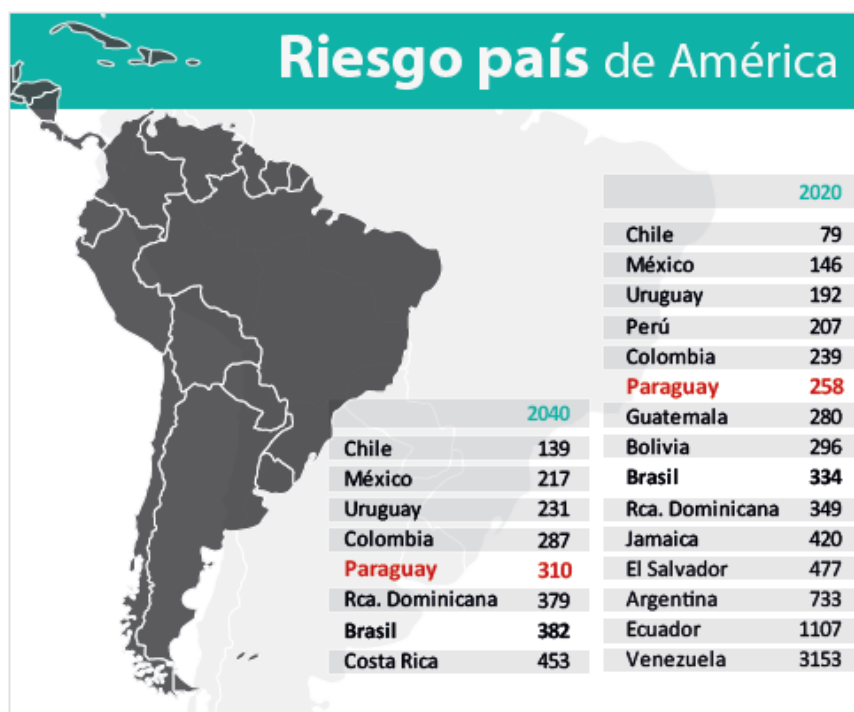 Riesgo país de América
2020
Chile 79
México 146
Uruguay 192
Perú 207
Colombia 239
Paraguay 258
Guatemala 280
Bolivia 296
Brasil 334
Rca. Dominicana 349
Jamaica 420
El Salvador 477
Argentina 733
Ecuador 1107
Venezuela 3153
2040
Chile 139
México 217
Uruguay 231
Colombia 287
Paraguay 310
Rca. Dominicana 379
Brasil 382
Costa Rica 453